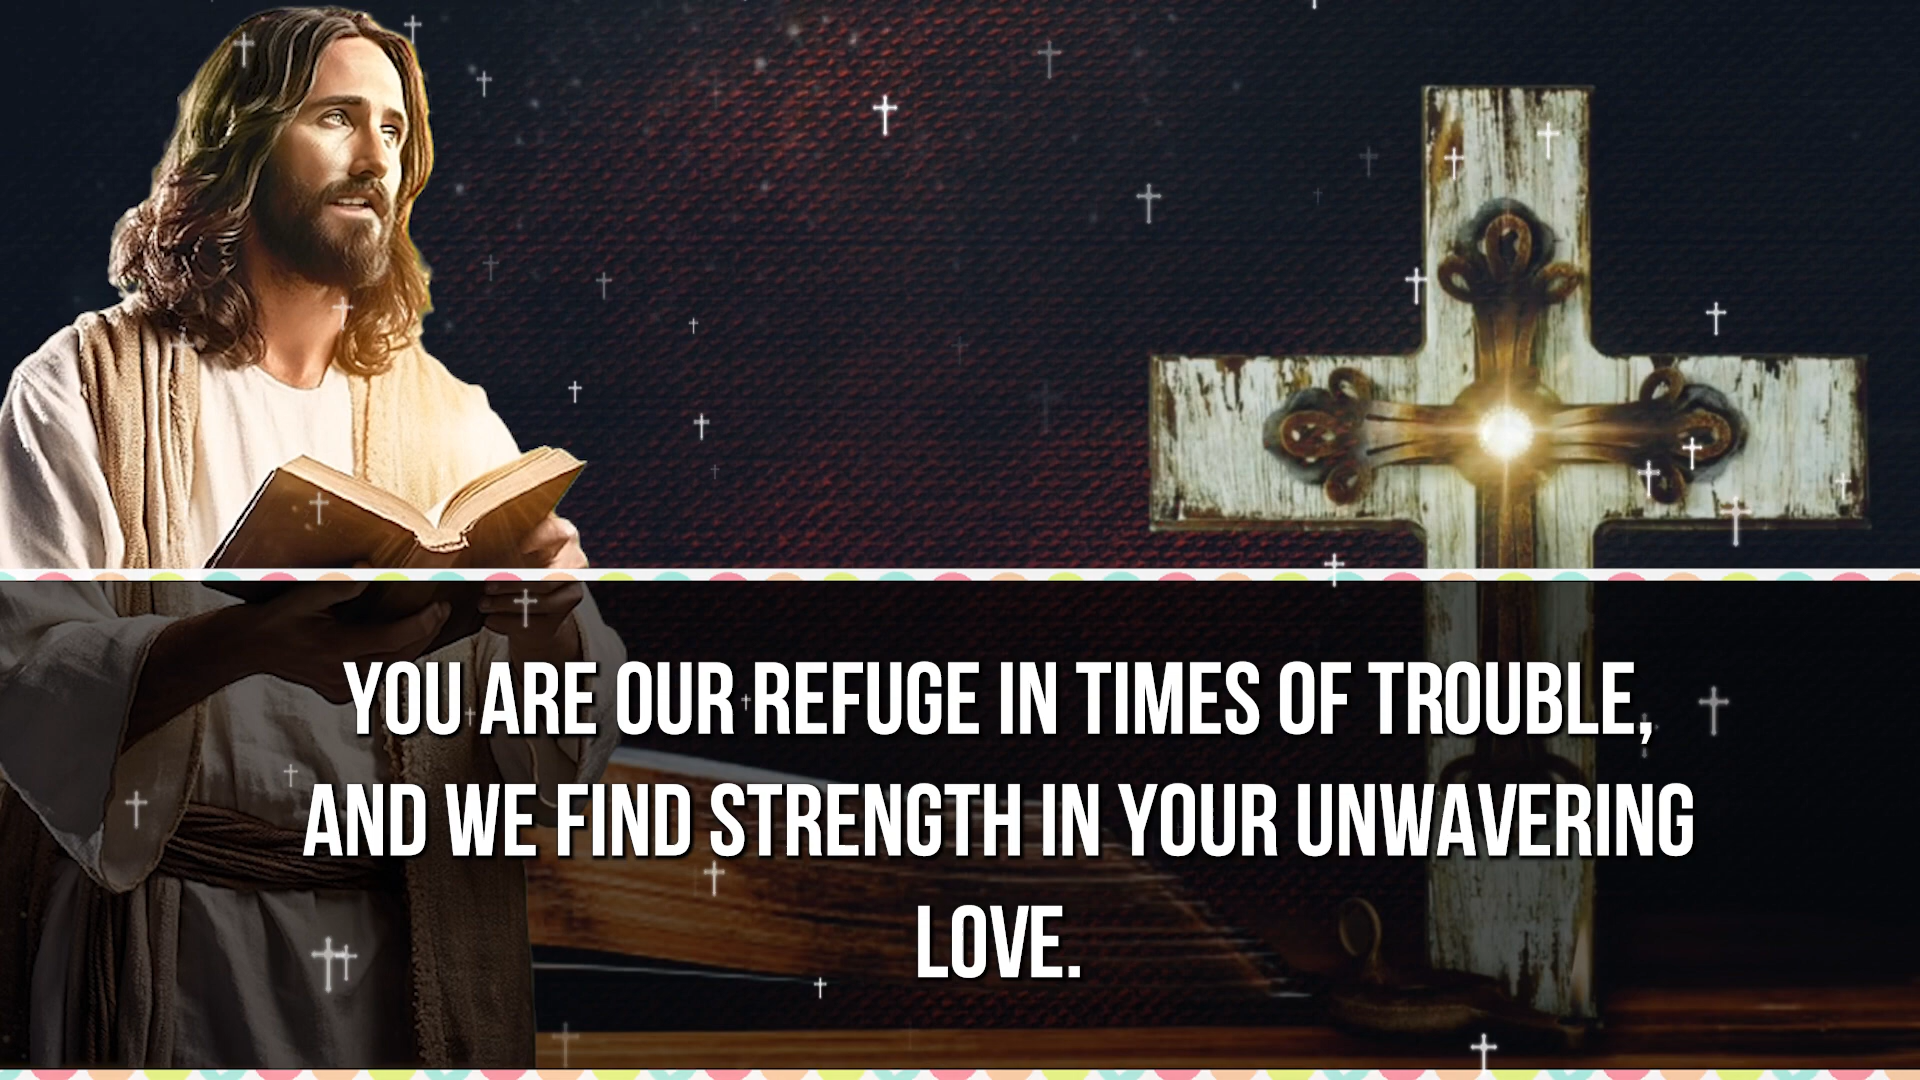 YOU ARE OUR REFUGE IN TIMES OF TROUBLE,
AND WE FIND STRENGTH IN YOUR UNWAVERING
LOVE.